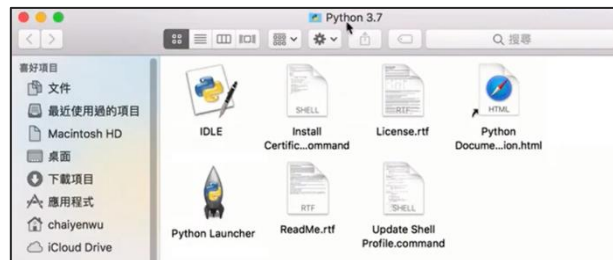 Python 3.7
搜尋
喜好項目
文件
最近使用過的項目
Macintosh HD
桌面
下載項目
應用程式
chaiyenwu
iCloud Drive
IDLE
SHELL
Install
Certific...ommand
RTF
License.rtf
HTML
Python
Docume...ion.html
Python Launcher
RTF
ReadMe.rtf
SHELL
Update Shell
Profile.command